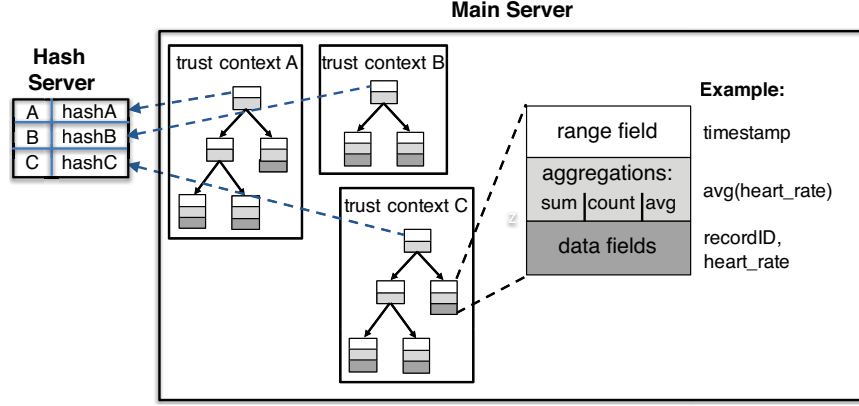 Main Server
Hash
Server
A hashA
B hashB
C hashC
trust context A
trust context B
trust context C
z
Example:
range field
timestamp
aggregations:
sum count avg
avg(heart_rate)
data fields
recordID,
heart_rate